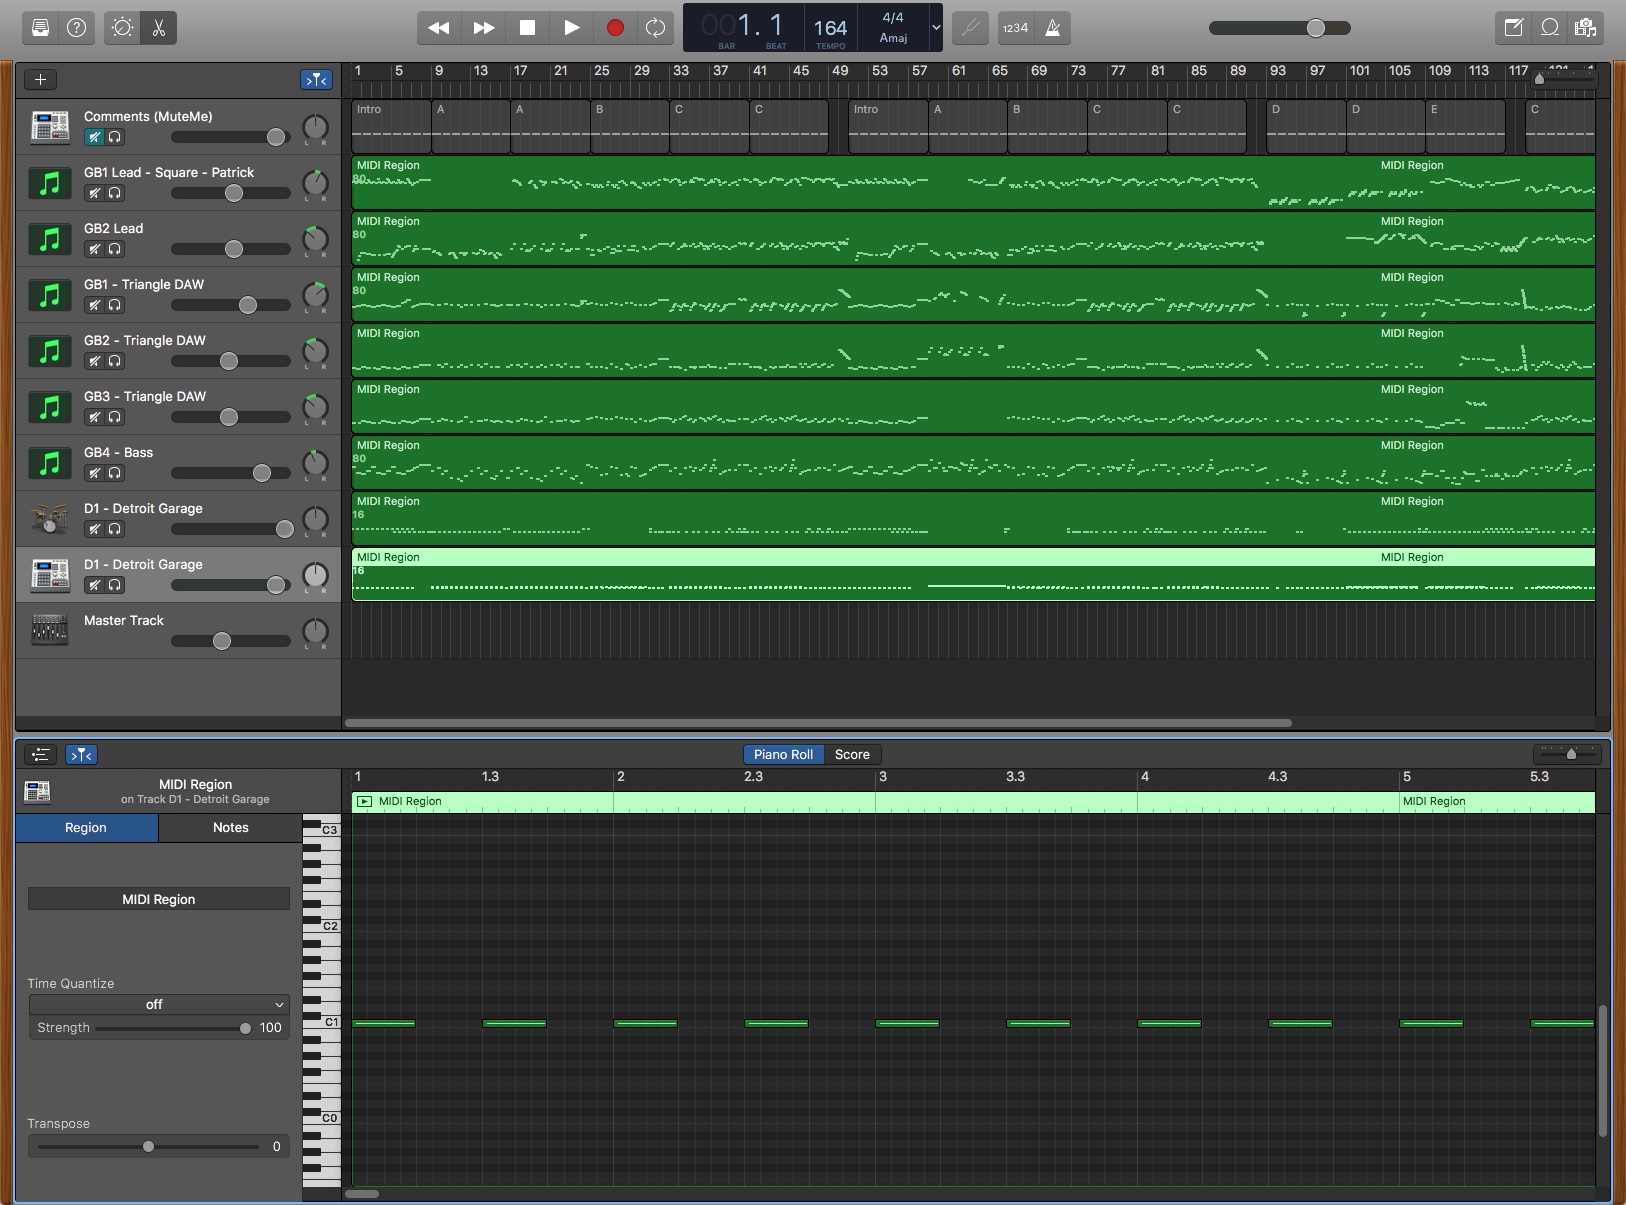 001. 1
BAR BEAT
164
TEMPO
4/4
Amaj
1234
1 5 9 13 17 21 25 29 33 37 41 45 49 53 57 61 65 69 73 77 81 85 89 93 97 101 105 109 113 117
Comments (MuteMe)
L R
Intro A A B C C Intro A B C C D D E C
GB1 Lead - Square - Patrick
L R
MIDI Region MIDI Region
80
GB2 Lead
L R
MIDI Region MIDI Region
80
GB1 - Triangle DAW
L R
MIDI Region MIDI Region
80
GB2 - Triangle DAW
L R
MIDI Region MIDI Region
GB3 - Triangle DAW
L R
MIDI Region MIDI Region
GB4 - Bass
L R
MIDI Region MIDI Region
80
D1 - Detroit Garage
L R
MIDI Region MIDI Region
16
D1 - Detroit Garage
L R
MIDI Region MIDI Region
16
Master Track
L R
Piano Roll Score
MIDI Region
on Track D1 - Detroit Garage
1 1.3 2 2.3 3 3.3 4 4.3 5 5.3
MIDI Region MIDI Region
Region Notes
C3
MIDI Region
C2
Time Quantize
off
Strength 100
C1
C0
Transpose
0